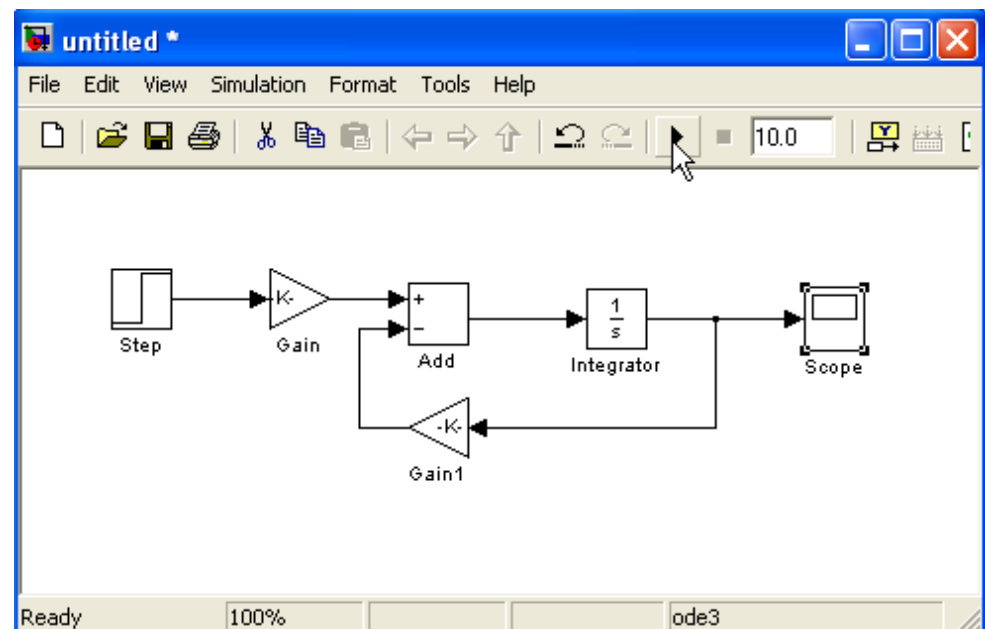 untitled *
File Edit View Simulation Format Tools Help
10.0
Step
K-
Gain
+
−
Add
1
s
Integrator
Scope
-K-
Gain1
Ready 100% ode3